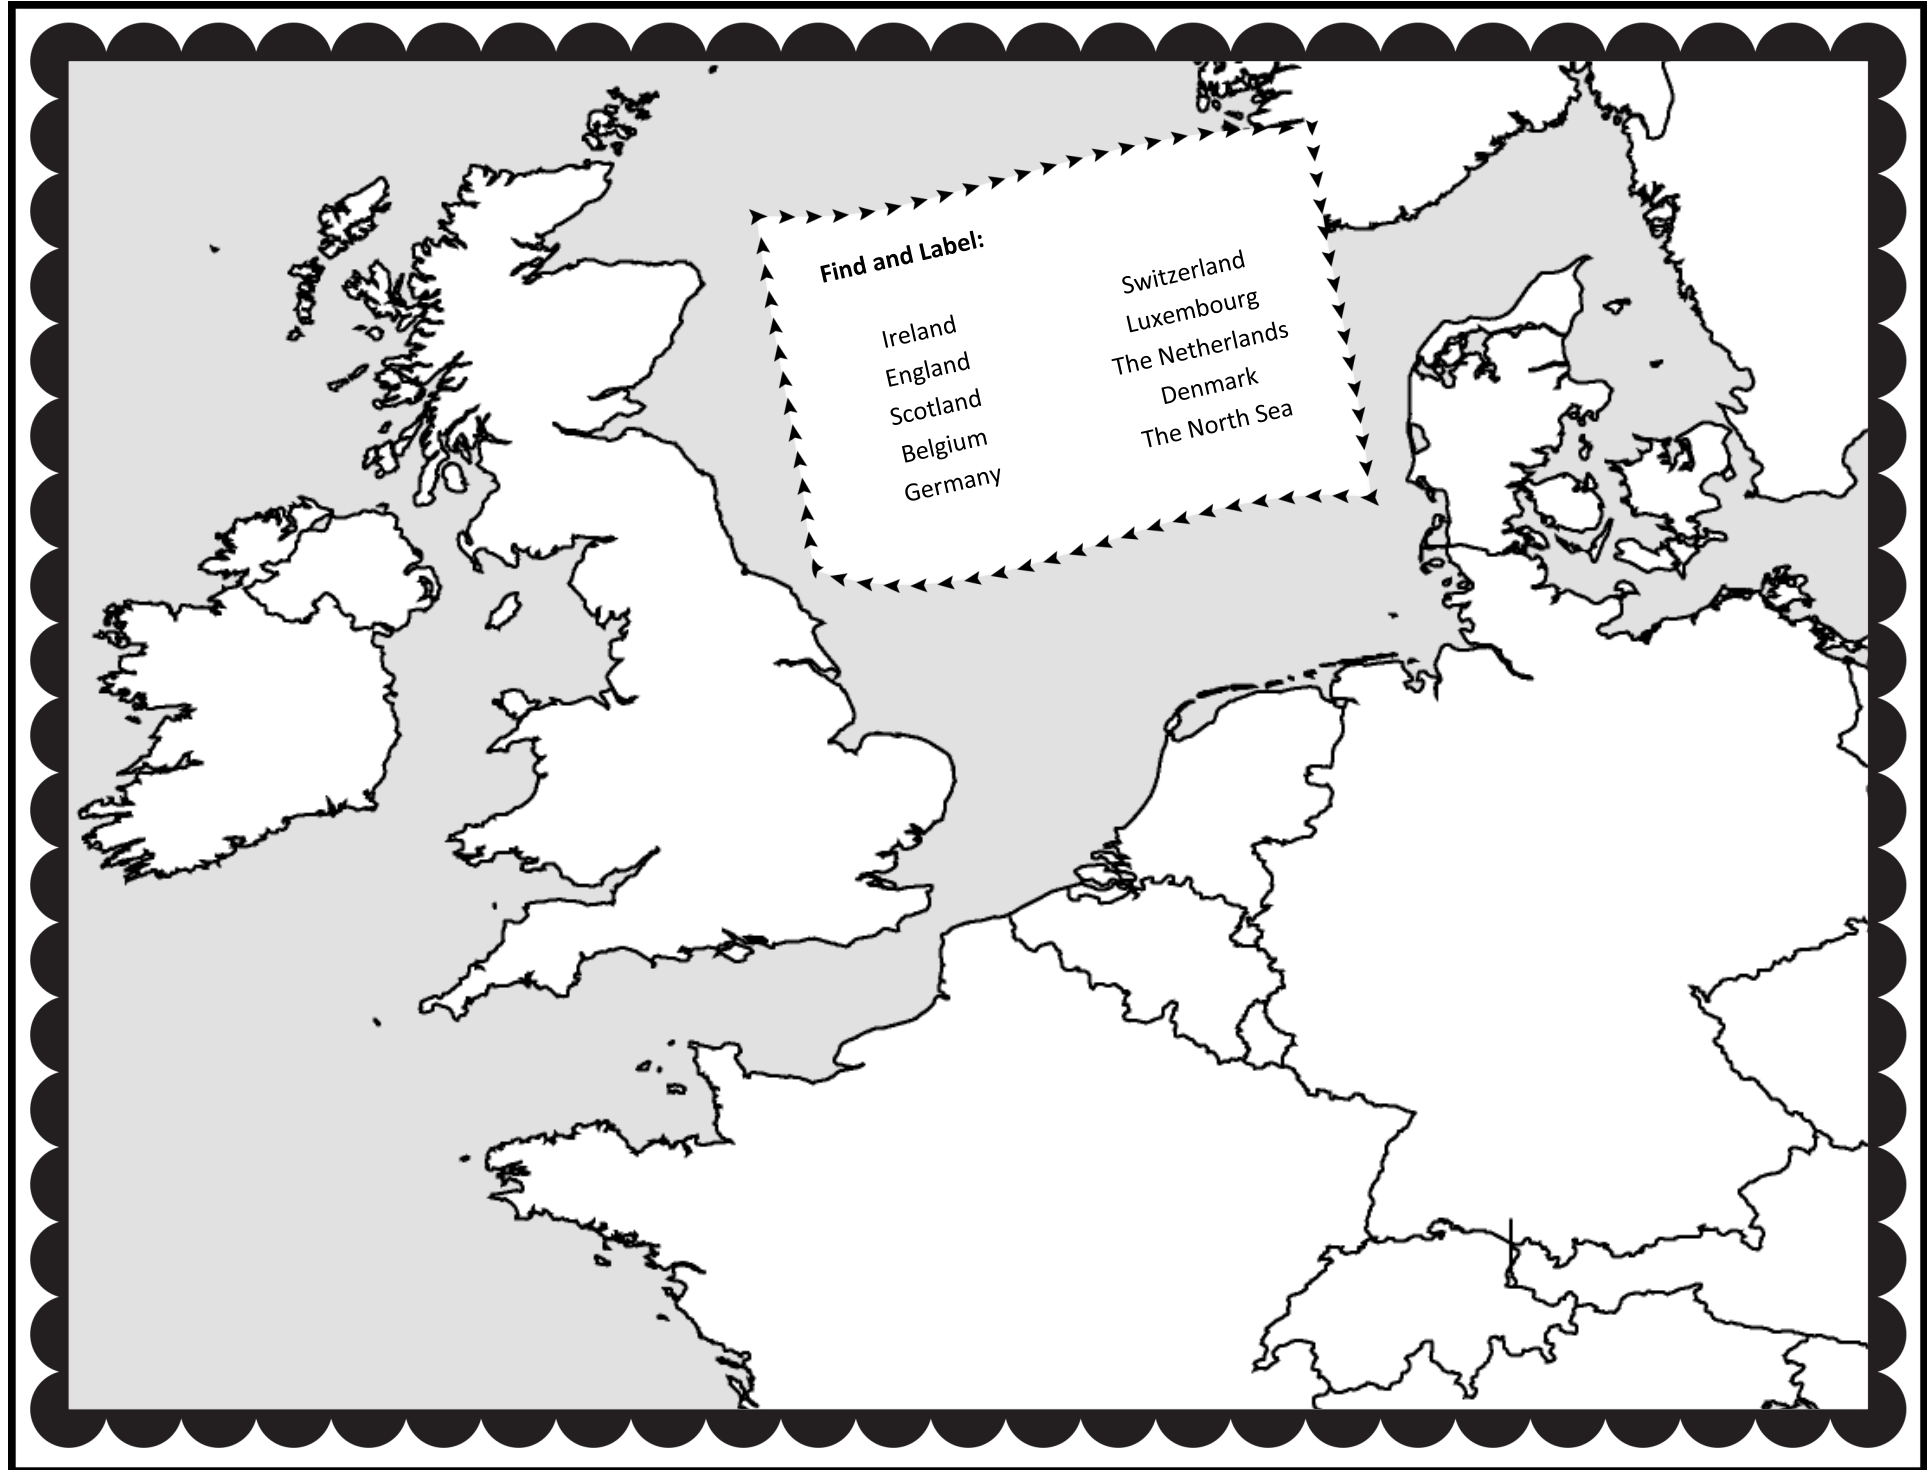 Find and Label:
Ireland
England
Scotland
Belgium
Germany
Switzerland
Luxembourg
The Netherlands
Denmark
The North Sea